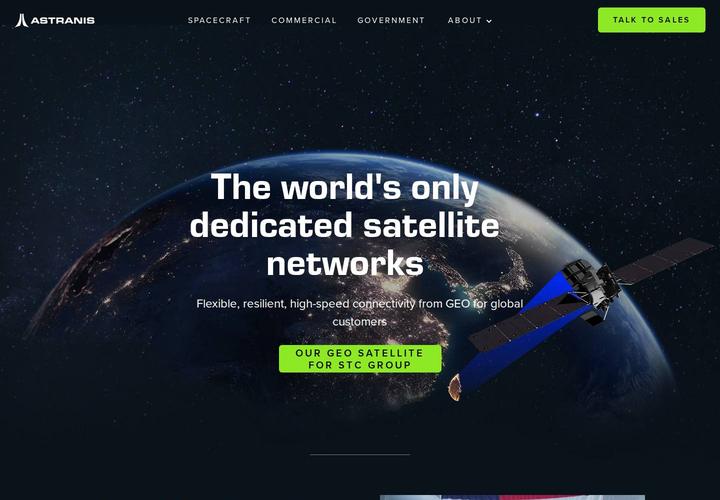 ASTRANIS
SPACECRAFT
COMMERCIAL
GOVERNMENT
ABOUT
TALK TO SALES
The world's only
dedicated satellite
networks
Flexible, resilient, high-speed connectivity from GEO for global
customers
OUR GEO SATELLITE
FOR STC GROUP